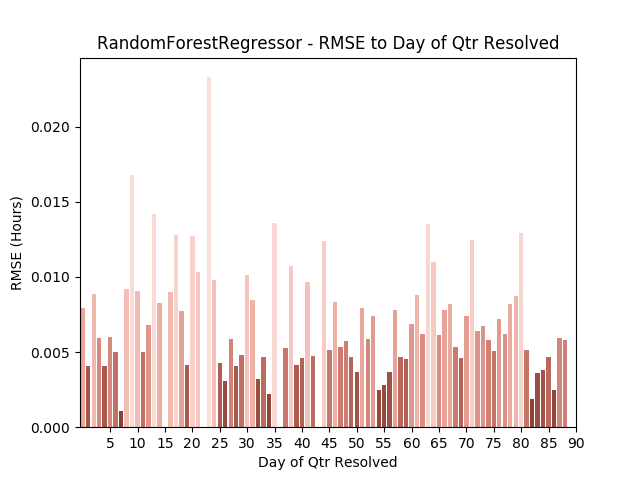 RandomForestRegressor - RMSE to Day of Qtr Resolved
0.020
0.015
0.010
0.005
0.000
RMSE (Hours)
5 10 15 20 25 30 35 40 45 50 55 60 65 70 75 80 85 90
Day of Qtr Resolved